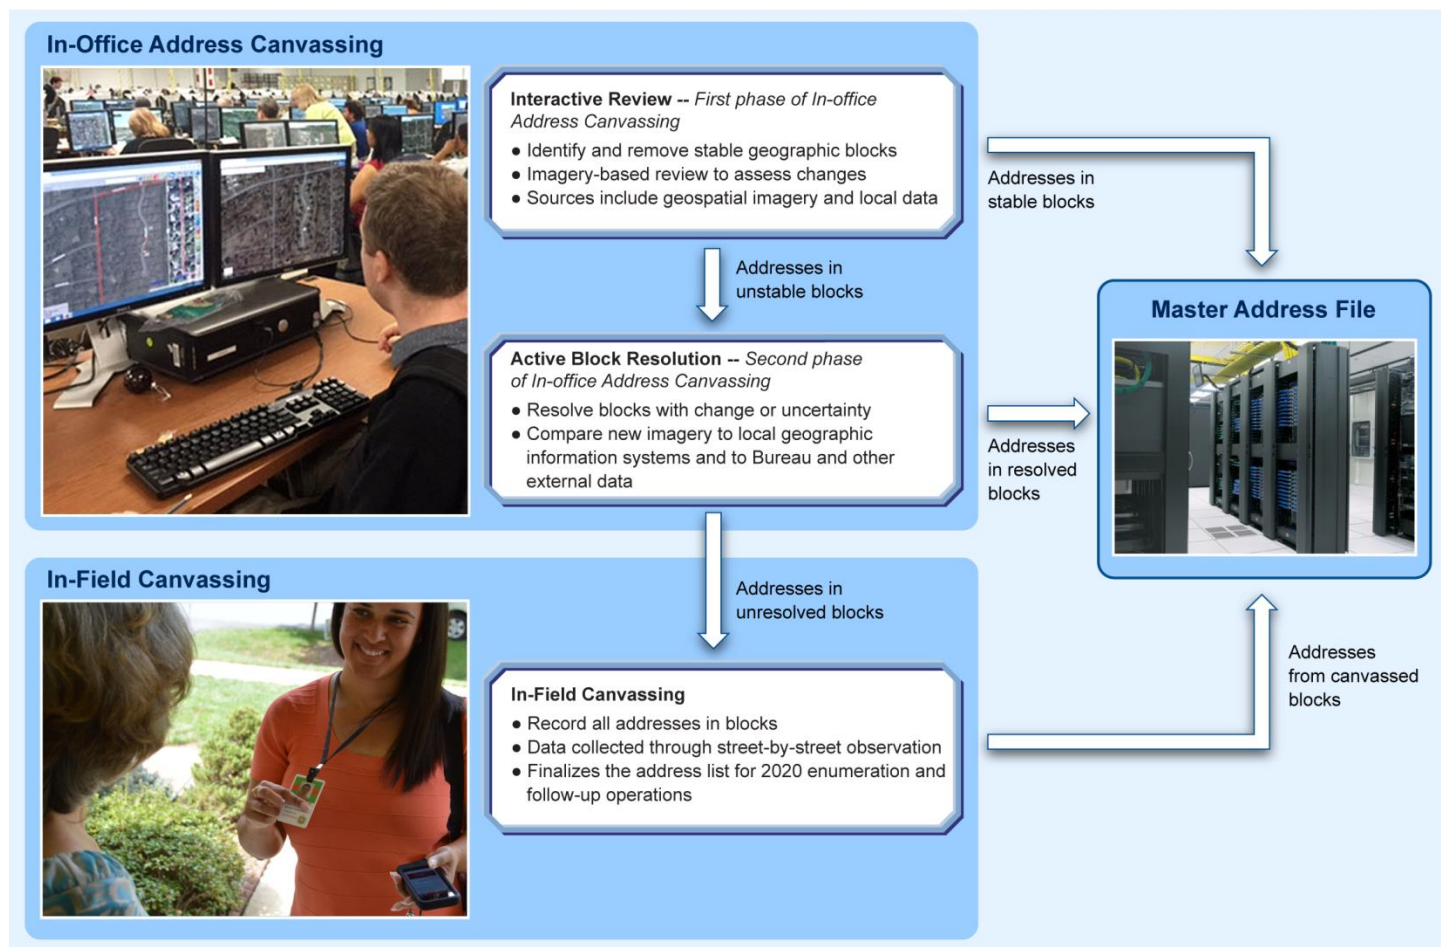 In-Office Address Canvassing
Interactive Review -- First phase of In-office
Address Canvassing
● Identify and remove stable geographic blocks
● Imagery-based review to assess changes
● Sources include geospatial imagery and local data
Addresses in
stable blocks
Addresses in
unstable blocks
Active Block Resolution -- Second phase
of In-office Address Canvassing
● Resolve blocks with change or uncertainty
● Compare new imagery to local geographic
information systems and to Bureau and other
external data
Addresses
in resolved
blocks
Master Address File
Addresses in
unresolved blocks
In-Field Canvassing
In-Field Canvassing
● Record all addresses in blocks
● Data collected through street-by-street observation
● Finalizes the address list for 2020 enumeration and
follow-up operations
Addresses
from canvassed
blocks